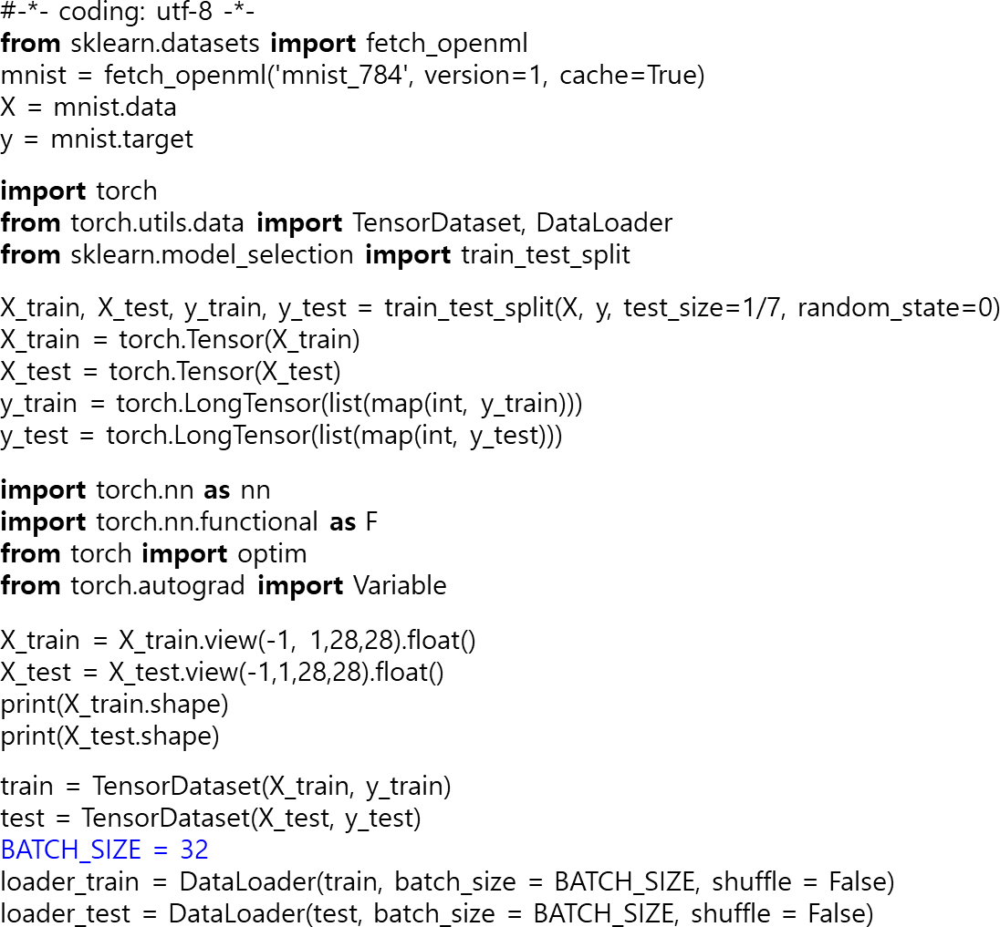 #-*- coding: utf-8 -*-
from sklearn.datasets import fetch_openml
mnist = fetch_openml('mnist_784', version=1, cache=True)
X = mnist.data
y = mnist.target
import torch
from torch.utils.data import TensorDataset, DataLoader
from sklearn.model_selection import train_test_split
X_train, X_test, y_train, y_test = train_test_split(X, y, test_size=1/7, random_state=0)
X_train = torch.Tensor(X_train)
X_test = torch.Tensor(X_test)
y_train = torch.LongTensor(list(map(int, y_train)))
y_test = torch.LongTensor(list(map(int, y_test)))
import torch.nn as nn
import torch.nn.functional as F
from torch import optim
from torch.autograd import Variable
X_train = X_train.view(-1, 1,28,28).float()
X_test = X_test.view(-1,1,28,28).float()
print(X_train.shape)
print(X_test.shape)
train = TensorDataset(X_train, y_train)
test = TensorDataset(X_test, y_test)
BATCH_SIZE = 32
loader_train = DataLoader(train, batch_size = BATCH_SIZE, shuffle = False)
loader_test = DataLoader(test, batch_size = BATCH_SIZE, shuffle = False)